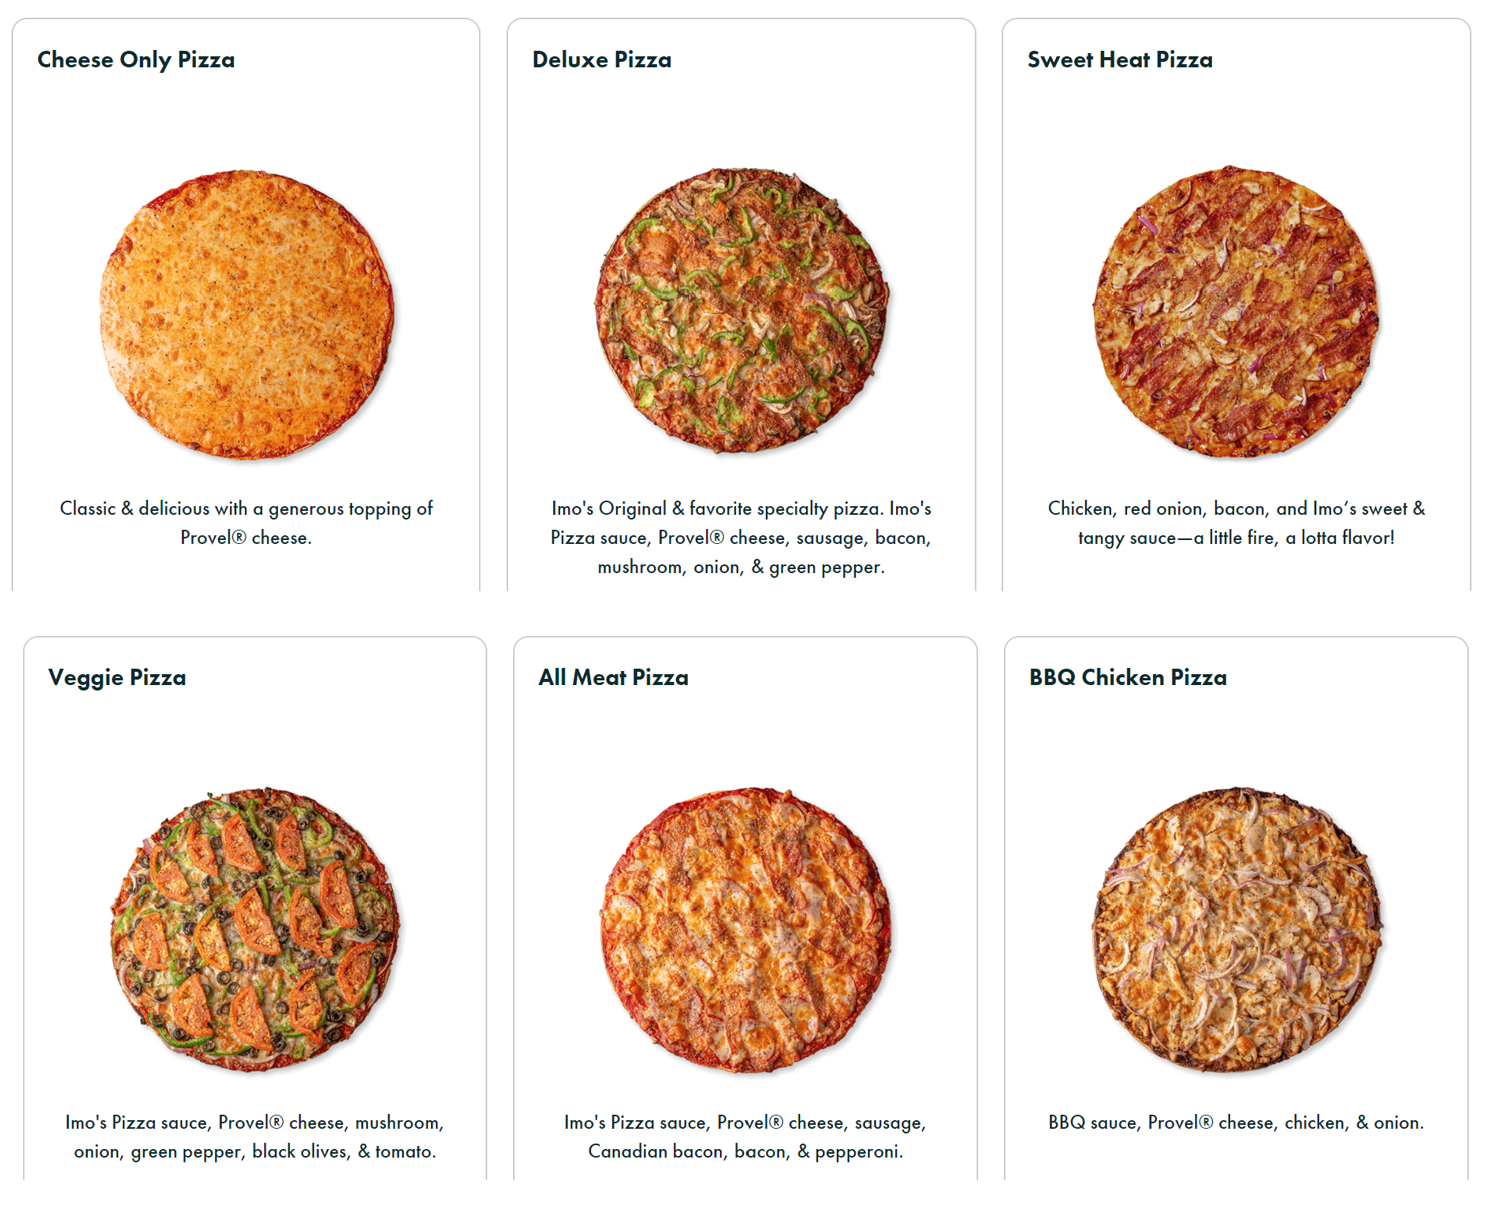 Cheese Only Pizza
Classic & delicious with a generous topping of
Provel® cheese.
Deluxe Pizza
Imo's Original & favorite specialty pizza. Imo's
Pizza sauce, Provel® cheese, sausage, bacon,
mushroom, onion, & green pepper.
Sweet Heat Pizza
Chicken, red onion, bacon, and Imo’s sweet &
tangy sauce—a little fire, a lotta flavor!
Veggie Pizza
Imo's Pizza sauce, Provel® cheese, mushroom,
onion, green pepper, black olives, & tomato.
All Meat Pizza
Imo's Pizza sauce, Provel® cheese, sausage,
Canadian bacon, bacon, & pepperoni.
BBQ Chicken Pizza
BBQ sauce, Provel® cheese, chicken, & onion.